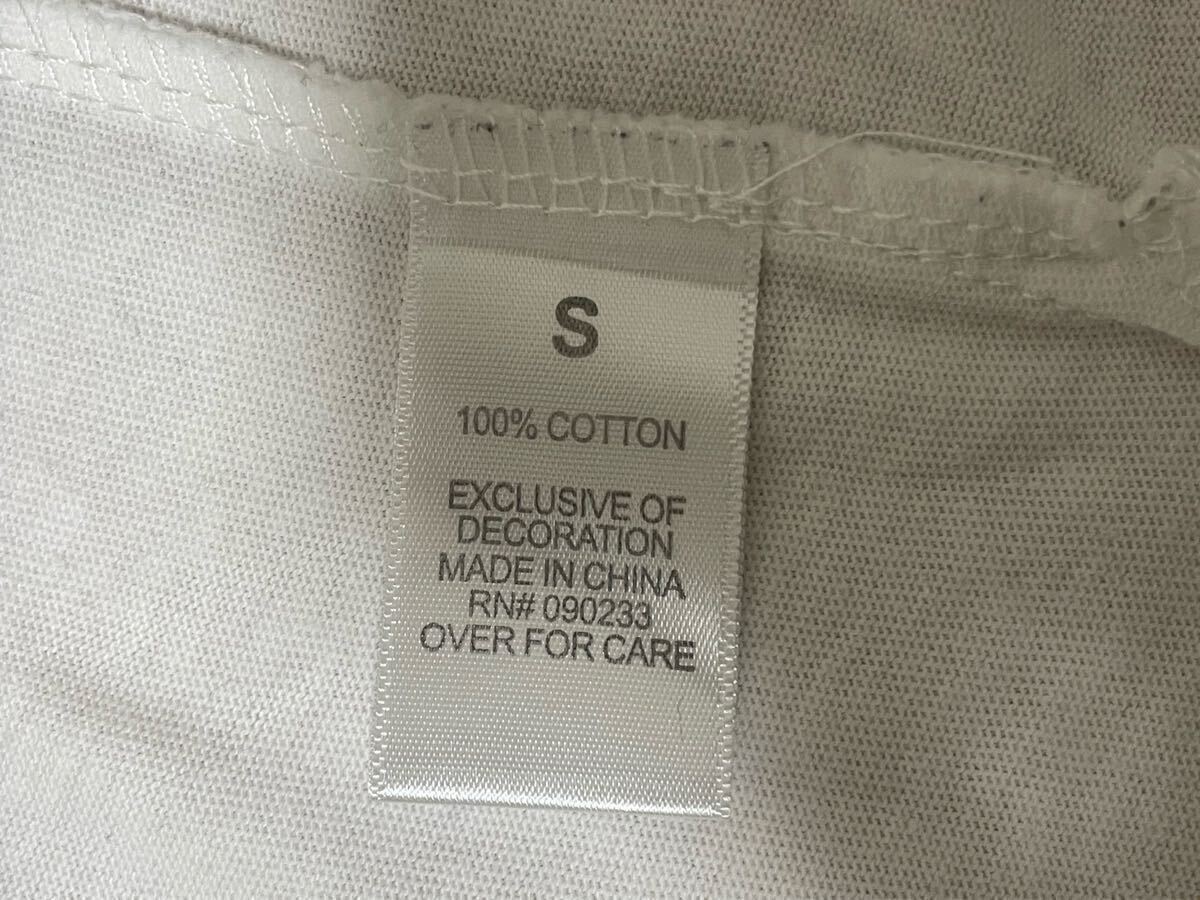 S
100% COTTON
EXCLUSIVE OF
DECORATION
MADE IN CHINA
RN# 090233
OVER FOR CARE